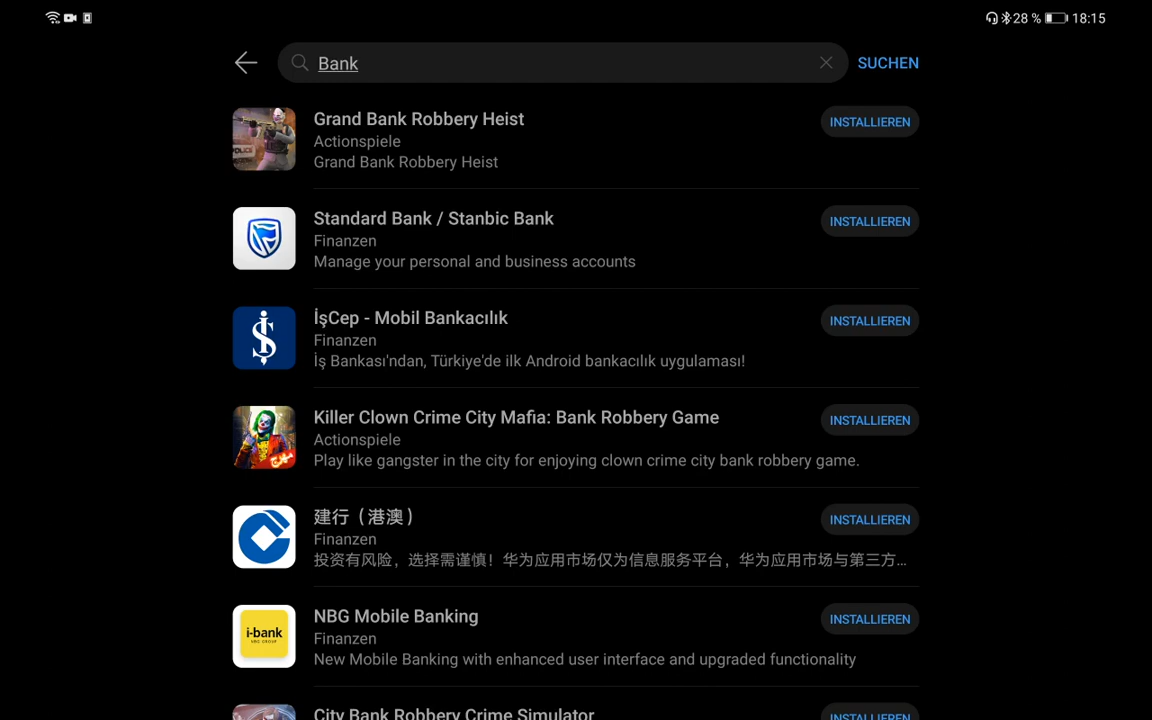 28 % 18:15
Bank SUCHEN
Grand Bank Robbery Heist
Actionspiele
Grand Bank Robbery Heist
INSTALLIEREN
Standard Bank / Stanbic Bank
Finanzen
Manage your personal and business accounts
INSTALLIEREN
İşCep - Mobil Bankacılık
Finanzen
İş Bankası'ndan, Türkiye'de ilk Android bankacılık uygulaması!
INSTALLIEREN
Killer Clown Crime City Mafia: Bank Robbery Game
Actionspiele
Play like gangster in the city for enjoying clown crime city bank robbery game.
INSTALLIEREN
建行（港澳）
Finanzen
投资有风险，选择需谨慎！华为应用市场仅为信息服务平台，华为应用市场与第三方...
INSTALLIEREN
i-bank
NBG Mobile Banking
Finanzen
New Mobile Banking with enhanced user interface and upgraded functionality
INSTALLIEREN
City Bank Robbery Crime Simulator
INSTALLIEREN